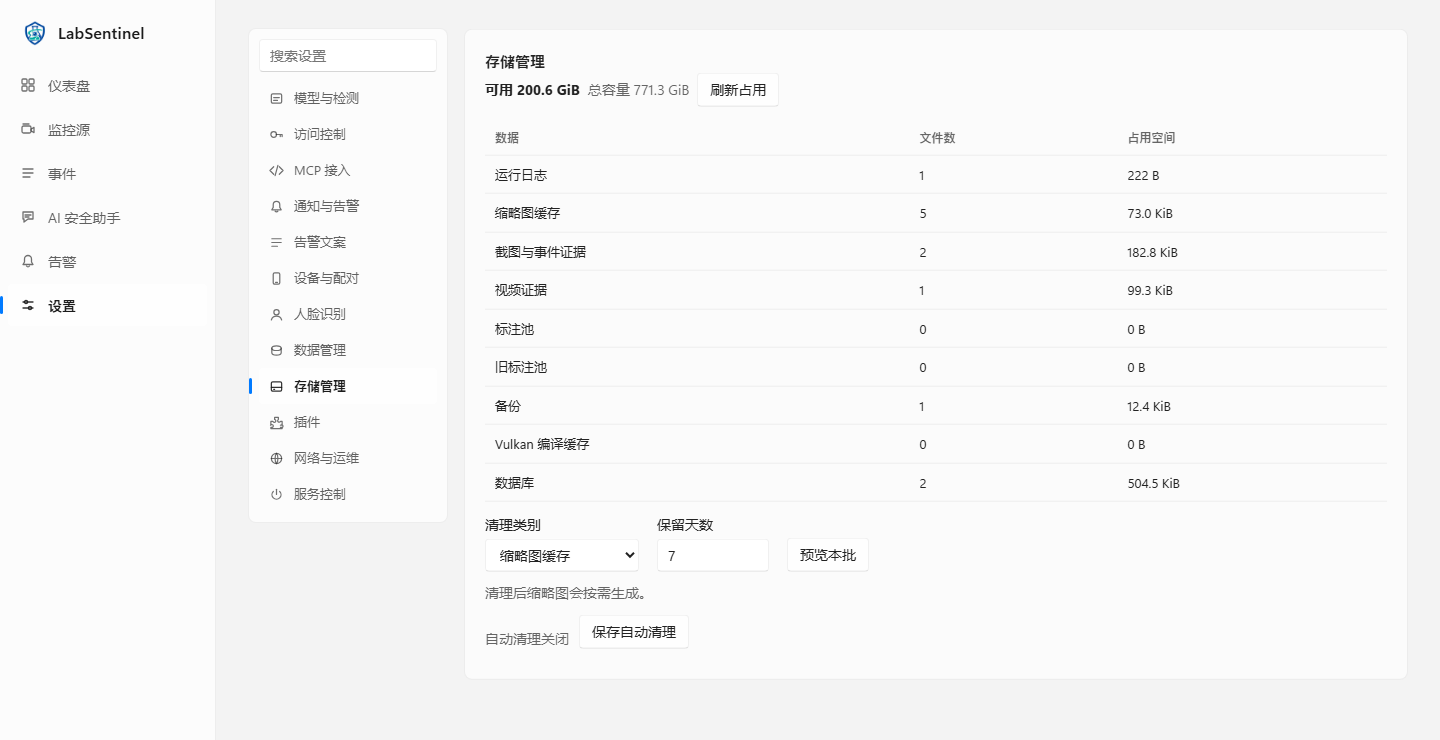 LabSentinel
仪表盘
监控源
事件
AI 安全助手
告警
设置
搜索设置
模型与检测
访问控制
MCP 接入
通知与告警
告警文案
设备与配对
人脸识别
数据管理
存储管理
插件
网络与运维
服务控制
存储管理
可用 200.6 GiB 总容量 771.3 GiB 刷新占用
数据 文件数 占用空间
运行日志 1 222 B
缩略图缓存 5 73.0 KiB
截图与事件证据 2 182.8 KiB
视频证据 1 99.3 KiB
标注池 0 0 B
旧标注池 0 0 B
备份 1 12.4 KiB
Vulkan 编译缓存 0 0 B
数据库 2 504.5 KiB
清理类别 保留天数
缩略图缓存 7 预览本批
清理后缩略图会按需生成。
自动清理关闭 保存自动清理